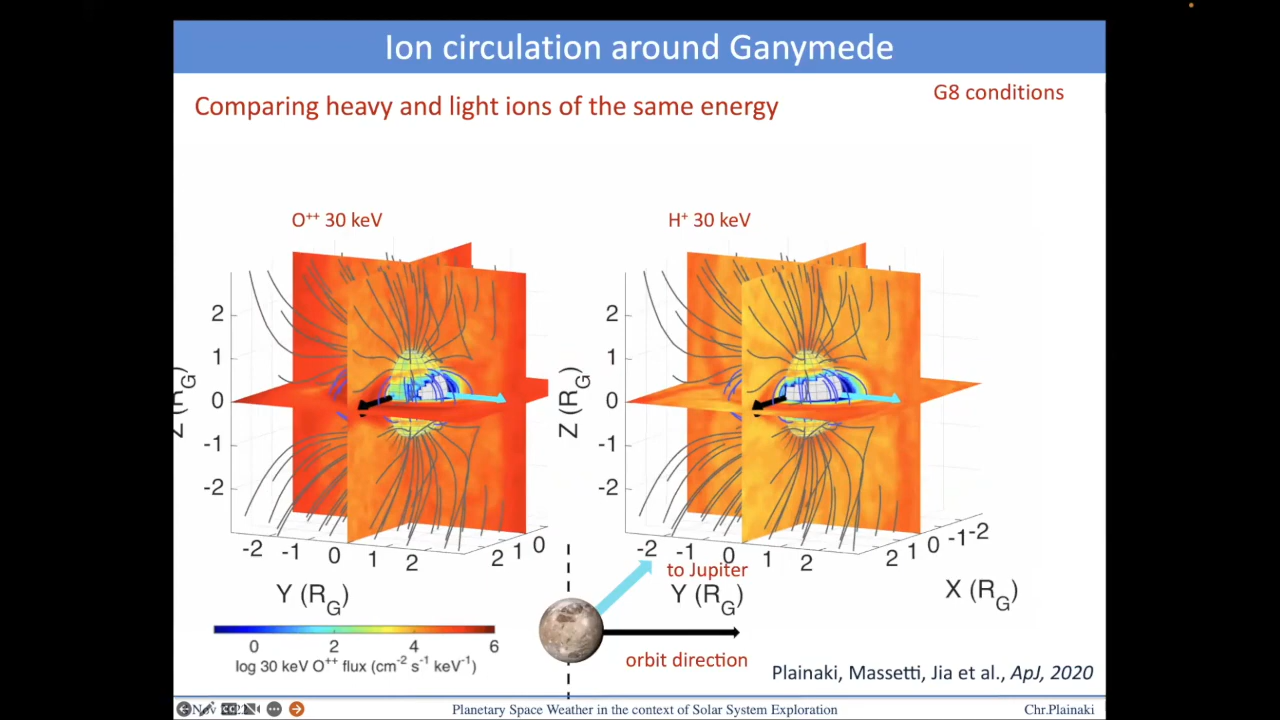 Ion circulation around Ganymede
G8 conditions
Comparing heavy and light ions of the same energy
O⁺⁺ 30 keV
H⁺ 30 keV
2
1
0
-1
-2
Z (R_G)
-2 -1 0 1 2
2 1 0
Y (R_G)
2
1
0
-1
-2
Z (R_G)
-2 -1 0 1 2
2 1 0 -1 -2
Y (R_G)
X (R_G)
to Jupiter
orbit direction
0 2 4 6
log 30 keV O⁺⁺ flux (cm⁻² s⁻¹ keV⁻¹)
Plainaki, Massetti, Jia et al., ApJ, 2020
Nov
Planetary Space Weather in the context of Solar System Exploration
Chr.Plainaki